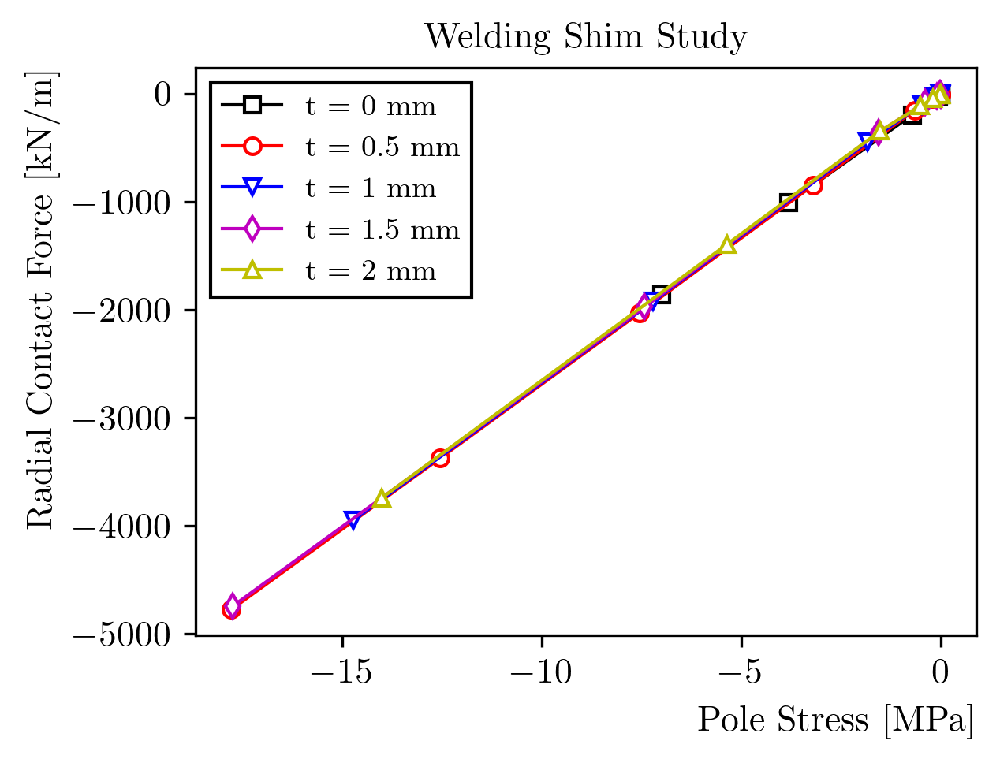 Welding Shim Study
Radial Contact Force [kN/m]
0
−1000
−2000
−3000
−4000
−5000
t = 0 mm
t = 0.5 mm
t = 1 mm
t = 1.5 mm
t = 2 mm
−15 −10 −5 0
Pole Stress [MPa]